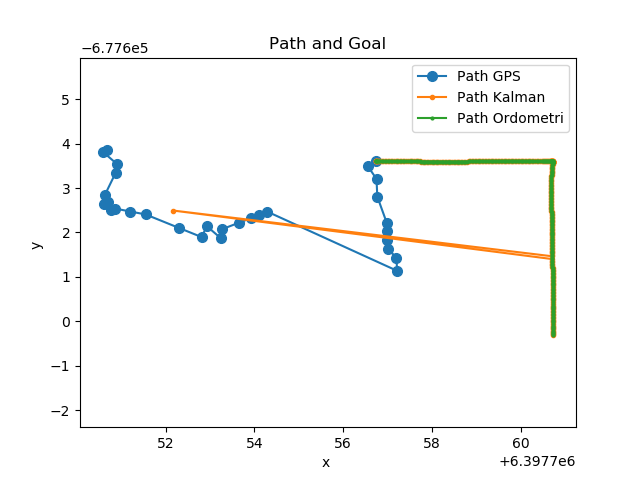 Path and Goal
−6.776e5
Path GPS
Path Kalman
Path Ordometri
5
4
3
2
1
0
−1
−2
y
52 54 56 58 60
x
+6.3977e6